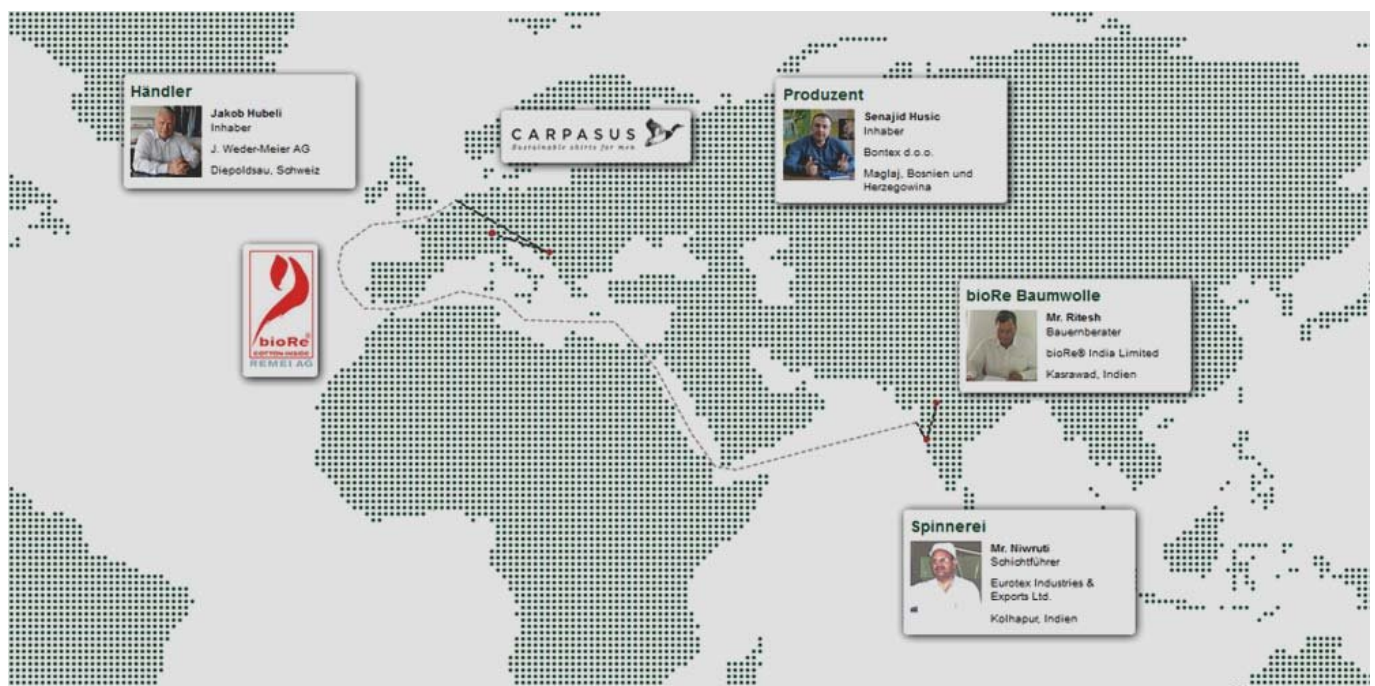 Händler
Jakob Hubeli
Inhaber
J. Weder-Meier AG
Diepoldsau, Schweiz
CARPASUS
Sustainable shirts for men
Produzent
Senajid Husic
Inhaber
Bontex d.o.o.
Maglaj, Bosnien und
Herzegowina
bioRe®
COTTON INSIDE
REMEI AG
bioRe Baumwolle
Mr. Ritesh
Bauernberater
bioRe® India Limited
Kasrawad, Indien
Spinnerei
Mr. Niwruti
Schichtführer
Eurotex Industries &
Exports Ltd.
Kolhapur, Indien